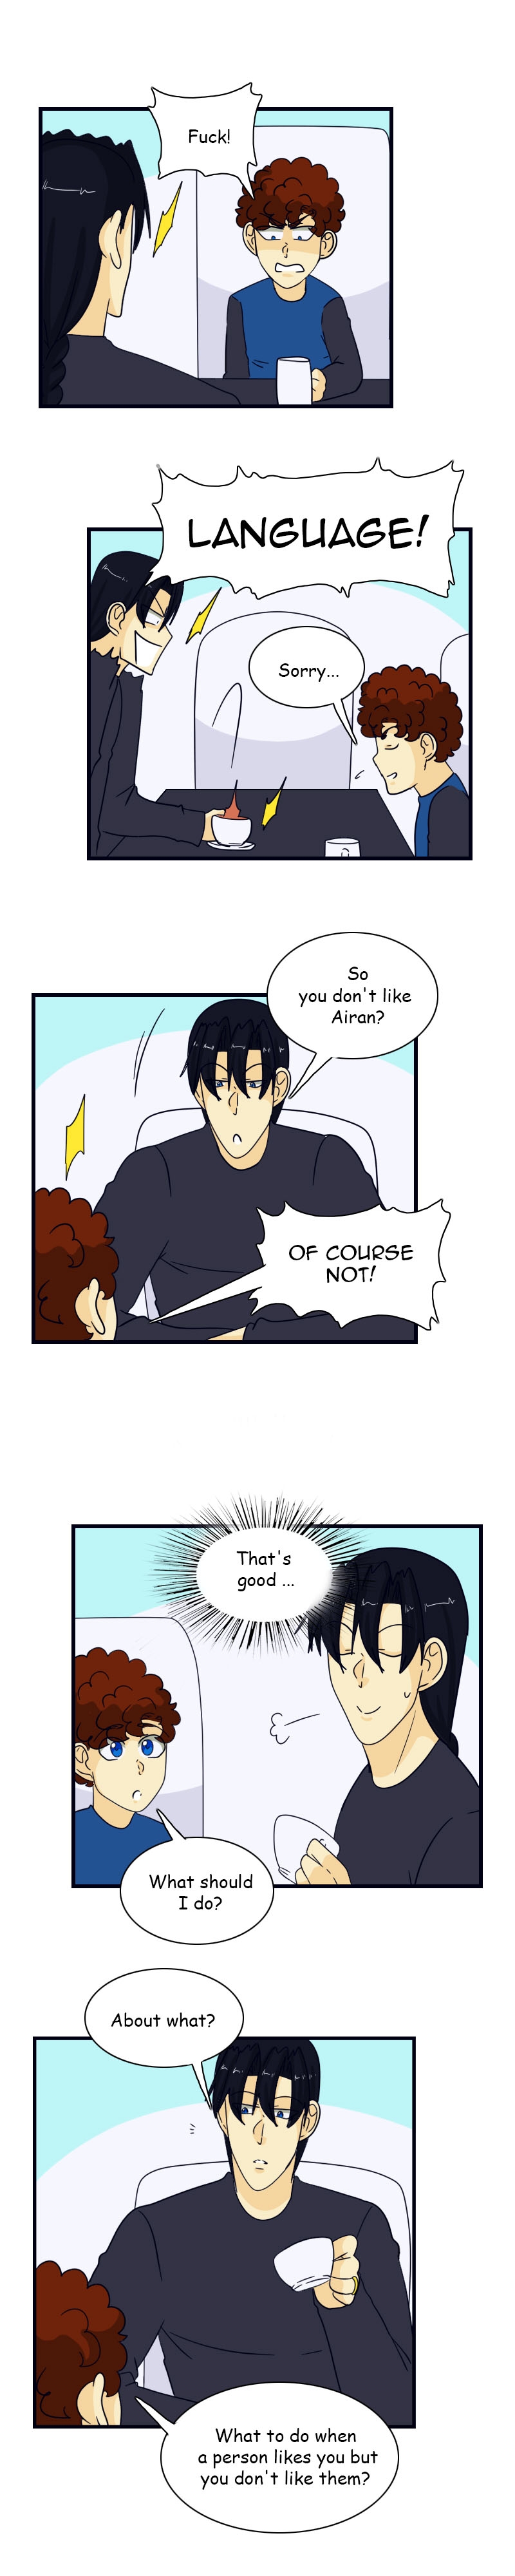 Fuck!
LANGUAGE!
Sorry...
So
you don't like
Airan?
OF COURSE
NOT!
That's
good ...
What should
I do?
About what?
What to do when
a person likes you but
you don't like them?